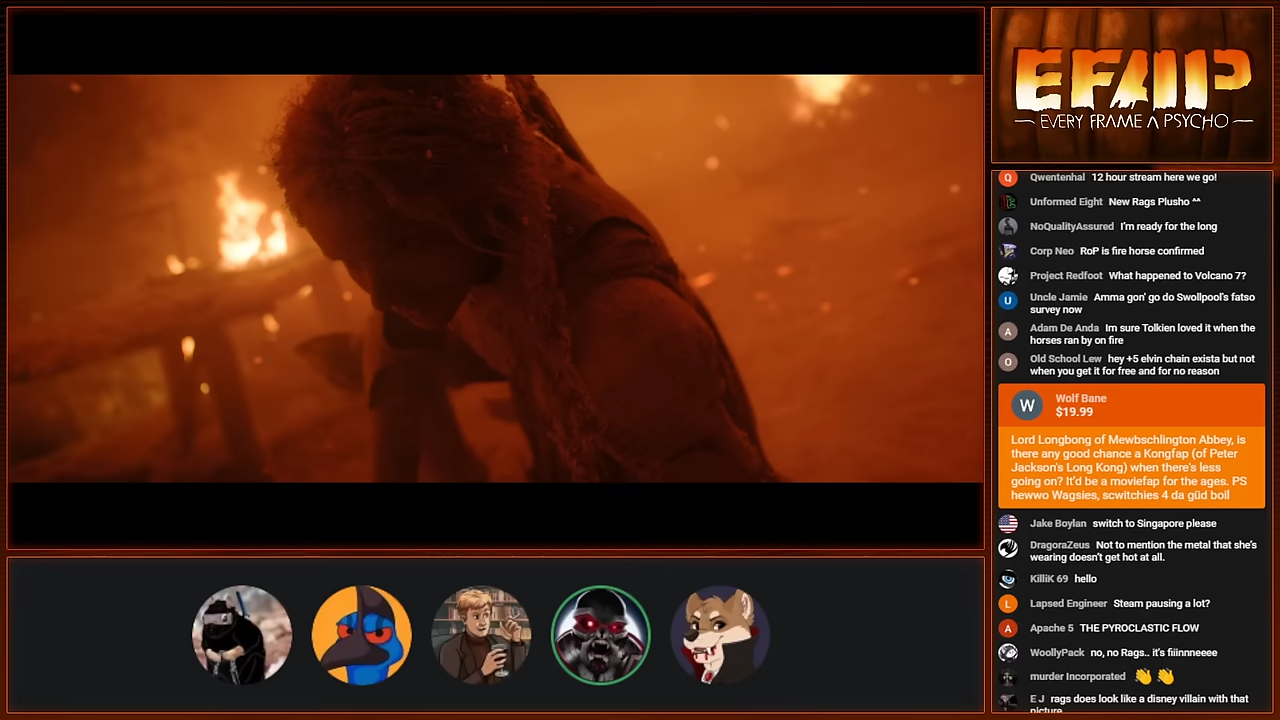 EFAP
EVERY FRAME A PSYCHO
Q Qwentenhal 12 hour stream here we go!
Unformed Eight New Rags Plusho ^^
NoQualityAssured I'm ready for the long
Corp Neo RoP is fire horse confirmed
Project Redfoot What happened to Volcano 7?
U Uncle Jamie Amma gon' go do Swollpool's fatso
survey now
A Adam De Anda Im sure Tolkien loved it when the
horses ran by on fire
O Old School Lew hey +5 elvin chain exista but not
when you get it for free and for no reason
W Wolf Bane
$19.99
Lord Longbong of Mewbschlington Abbey, is
there any good chance a Kongfap (of Peter
Jackson's Long Kong) when there's less
going on? It'd be a moviefap for the ages. PS
hewwo Wagsies, scwitchies 4 da güd boil
Jake Boylan switch to Singapore please
DragoraZeus Not to mention the metal that she's
wearing doesn't get hot at all.
KilliK 69 hello
L Lapsed Engineer Steam pausing a lot?
A Apache 5 THE PYROCLASTIC FLOW
WoollyPack no, no Rags.. it's fiiinnneeee
murder Incorporated 👏 👏
E J rags does look like a disney villain with that
picture